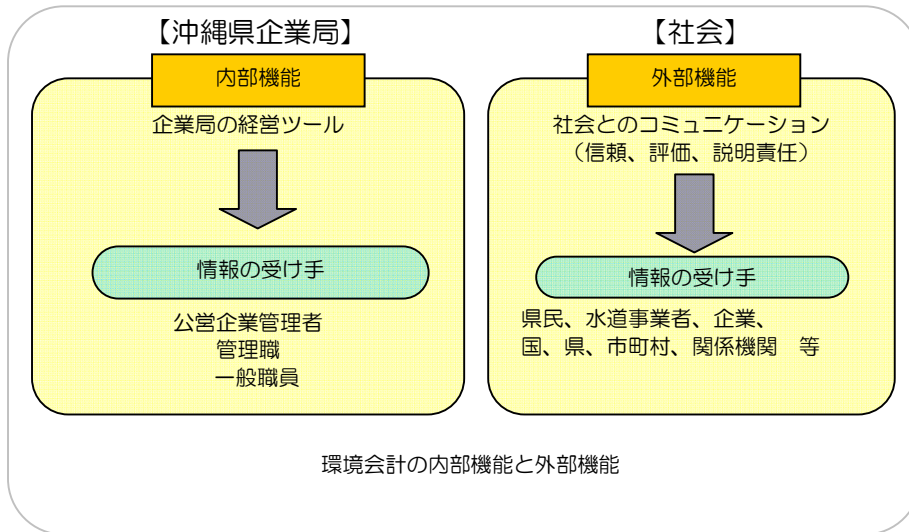 【沖縄県企業局】
内部機能
企業局の経営ツール
情報の受け手
公営企業管理者
管理職
一般職員
【社会】
外部機能
社会とのコミュニケーション
（信頼、評価、説明責任）
情報の受け手
県民、水道事業者、企業、
国、県、市町村、関係機関　等
環境会計の内部機能と外部機能